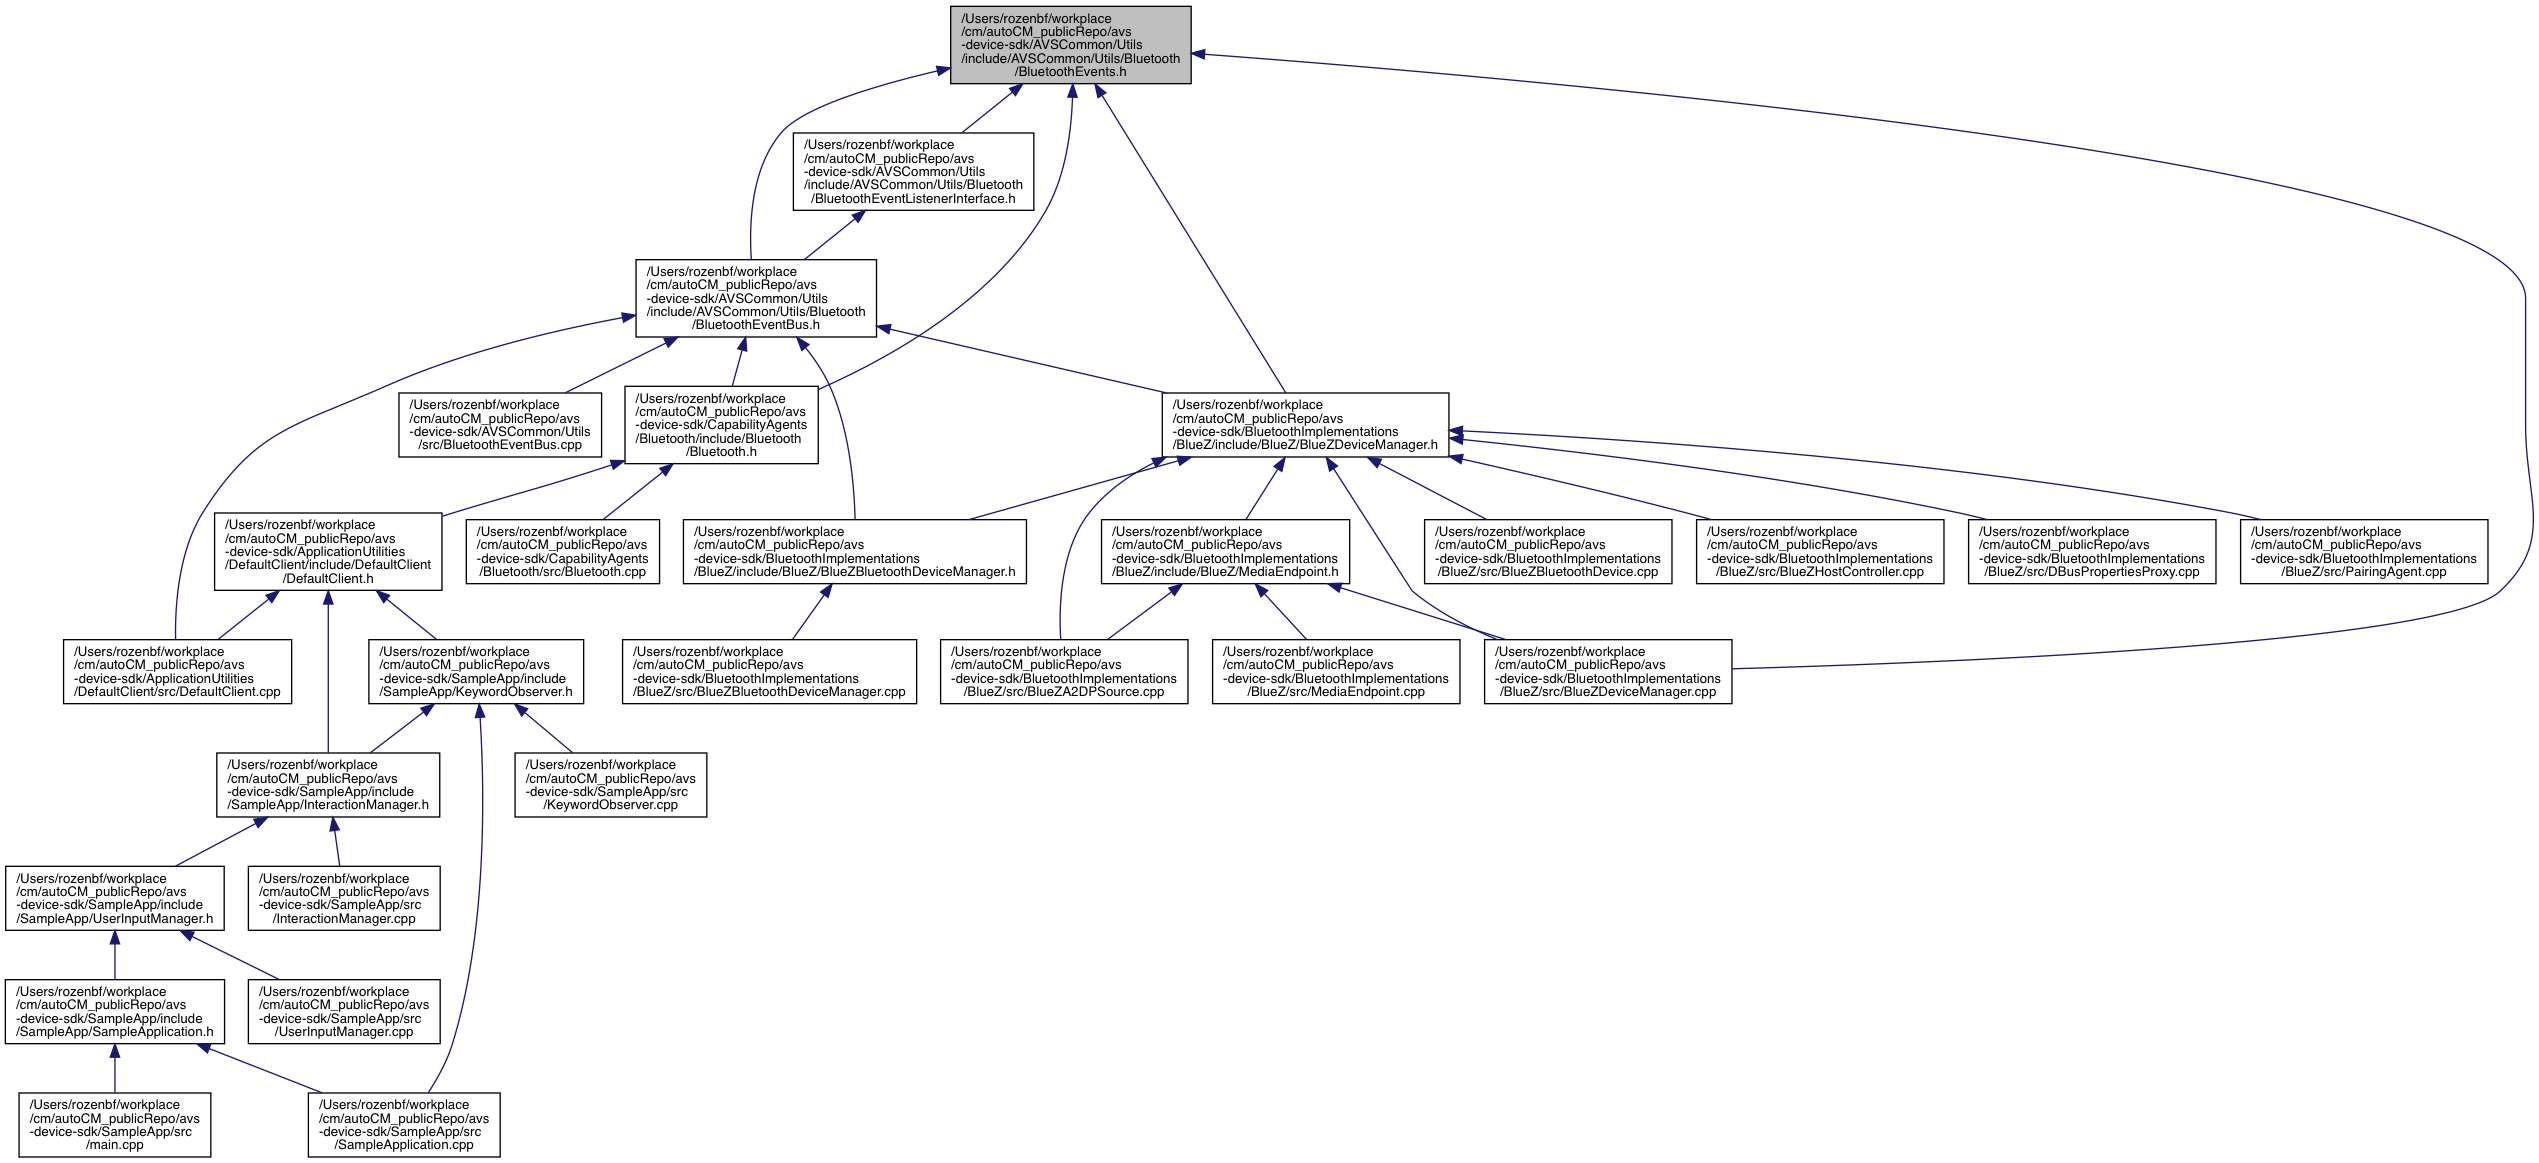 /Users/rozenbf/workplace
/cm/autoCM_publicRepo/avs
-device-sdk/AVSCommon/Utils
/include/AVSCommon/Utils/Bluetooth
/BluetoothEvents.h
/Users/rozenbf/workplace
/cm/autoCM_publicRepo/avs
-device-sdk/AVSCommon/Utils
/include/AVSCommon/Utils/Bluetooth
/BluetoothEventListenerInterface.h
/Users/rozenbf/workplace
/cm/autoCM_publicRepo/avs
-device-sdk/AVSCommon/Utils
/include/AVSCommon/Utils/Bluetooth
/BluetoothEventBus.h
/Users/rozenbf/workplace
/cm/autoCM_publicRepo/avs
-device-sdk/AVSCommon/Utils
/src/BluetoothEventBus.cpp
/Users/rozenbf/workplace
/cm/autoCM_publicRepo/avs
-device-sdk/CapabilityAgents
/Bluetooth/include/Bluetooth
/Bluetooth.h
/Users/rozenbf/workplace
/cm/autoCM_publicRepo/avs
-device-sdk/BluetoothImplementations
/BlueZ/include/BlueZ/BlueZDeviceManager.h
/Users/rozenbf/workplace
/cm/autoCM_publicRepo/avs
-device-sdk/ApplicationUtilities
/DefaultClient/include/DefaultClient
/DefaultClient.h
/Users/rozenbf/workplace
/cm/autoCM_publicRepo/avs
-device-sdk/CapabilityAgents
/Bluetooth/src/Bluetooth.cpp
/Users/rozenbf/workplace
/cm/autoCM_publicRepo/avs
-device-sdk/BluetoothImplementations
/BlueZ/include/BlueZ/BlueZBluetoothDeviceManager.h
/Users/rozenbf/workplace
/cm/autoCM_publicRepo/avs
-device-sdk/BluetoothImplementations
/BlueZ/include/BlueZ/MediaEndpoint.h
/Users/rozenbf/workplace
/cm/autoCM_publicRepo/avs
-device-sdk/BluetoothImplementations
/BlueZ/src/BlueZBluetoothDevice.cpp
/Users/rozenbf/workplace
/cm/autoCM_publicRepo/avs
-device-sdk/BluetoothImplementations
/BlueZ/src/BlueZHostController.cpp
/Users/rozenbf/workplace
/cm/autoCM_publicRepo/avs
-device-sdk/BluetoothImplementations
/BlueZ/src/DBusPropertiesProxy.cpp
/Users/rozenbf/workplace
/cm/autoCM_publicRepo/avs
-device-sdk/BluetoothImplementations
/BlueZ/src/PairingAgent.cpp
/Users/rozenbf/workplace
/cm/autoCM_publicRepo/avs
-device-sdk/ApplicationUtilities
/DefaultClient/src/DefaultClient.cpp
/Users/rozenbf/workplace
/cm/autoCM_publicRepo/avs
-device-sdk/SampleApp/include
/SampleApp/KeywordObserver.h
/Users/rozenbf/workplace
/cm/autoCM_publicRepo/avs
-device-sdk/BluetoothImplementations
/BlueZ/src/BlueZBluetoothDeviceManager.cpp
/Users/rozenbf/workplace
/cm/autoCM_publicRepo/avs
-device-sdk/BluetoothImplementations
/BlueZ/src/BlueZA2DPSource.cpp
/Users/rozenbf/workplace
/cm/autoCM_publicRepo/avs
-device-sdk/BluetoothImplementations
/BlueZ/src/MediaEndpoint.cpp
/Users/rozenbf/workplace
/cm/autoCM_publicRepo/avs
-device-sdk/BluetoothImplementations
/BlueZ/src/BlueZDeviceManager.cpp
/Users/rozenbf/workplace
/cm/autoCM_publicRepo/avs
-device-sdk/SampleApp/include
/SampleApp/InteractionManager.h
/Users/rozenbf/workplace
/cm/autoCM_publicRepo/avs
-device-sdk/SampleApp/src
/KeywordObserver.cpp
/Users/rozenbf/workplace
/cm/autoCM_publicRepo/avs
-device-sdk/SampleApp/include
/SampleApp/UserInputManager.h
/Users/rozenbf/workplace
/cm/autoCM_publicRepo/avs
-device-sdk/SampleApp/src
/InteractionManager.cpp
/Users/rozenbf/workplace
/cm/autoCM_publicRepo/avs
-device-sdk/SampleApp/include
/SampleApp/SampleApplication.h
/Users/rozenbf/workplace
/cm/autoCM_publicRepo/avs
-device-sdk/SampleApp/src
/UserInputManager.cpp
/Users/rozenbf/workplace
/cm/autoCM_publicRepo/avs
-device-sdk/SampleApp/src
/main.cpp
/Users/rozenbf/workplace
/cm/autoCM_publicRepo/avs
-device-sdk/SampleApp/src
/SampleApplication.cpp